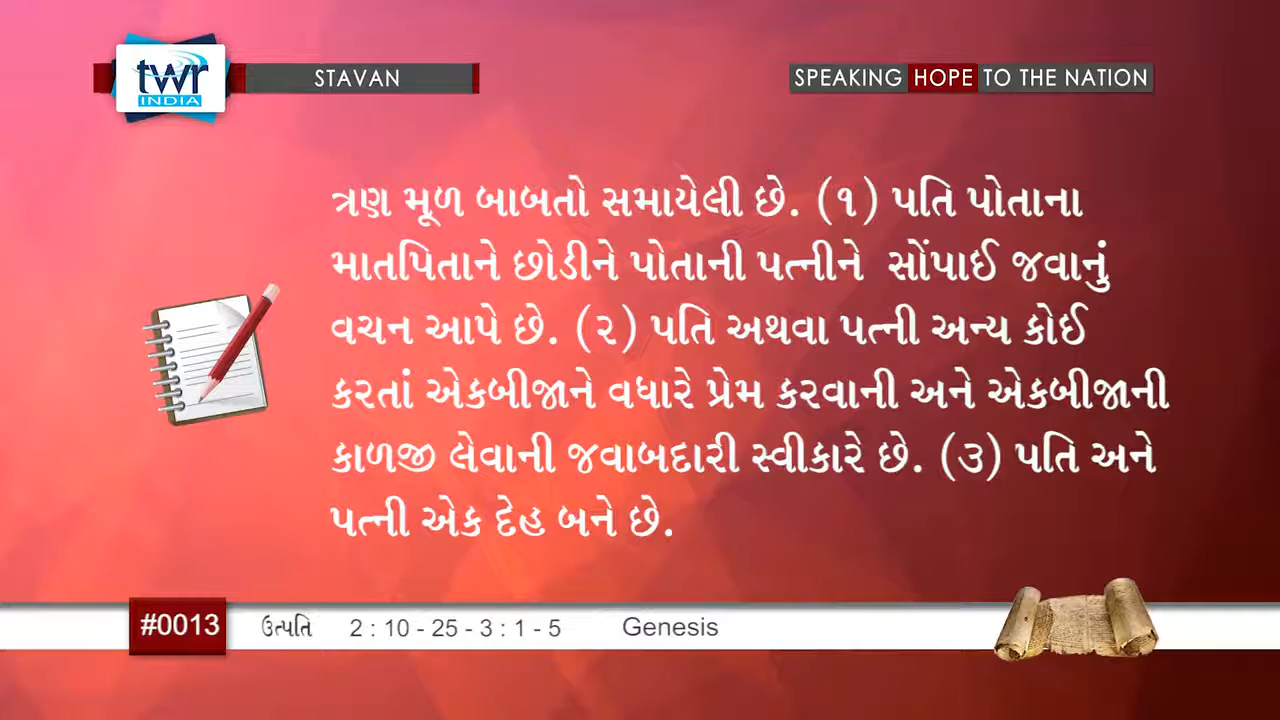 twr
INDIA
STAVAN
SPEAKING HOPE TO THE NATION
ત્રણ મૂળ બાબતો સમાયેલી છે. (૧) પતિ પોતાના
માતપિતાને છોડીને પોતાની પત્નીને સોંપાઈ જવાનું
વચન આપે છે. (૨) પતિ અથવા પત્ની અન્ય કોઈ
કરતાં એકબીજાને વધારે પ્રેમ કરવાની અને એકબીજાની
કાળજી લેવાની જવાબદારી સ્વીકારે છે. (૩) પતિ અને
પત્ની એક દેહ બને છે.
#0013 ઉત્પતિ 2 : 10 - 25 - 3 : 1 - 5 Genesis